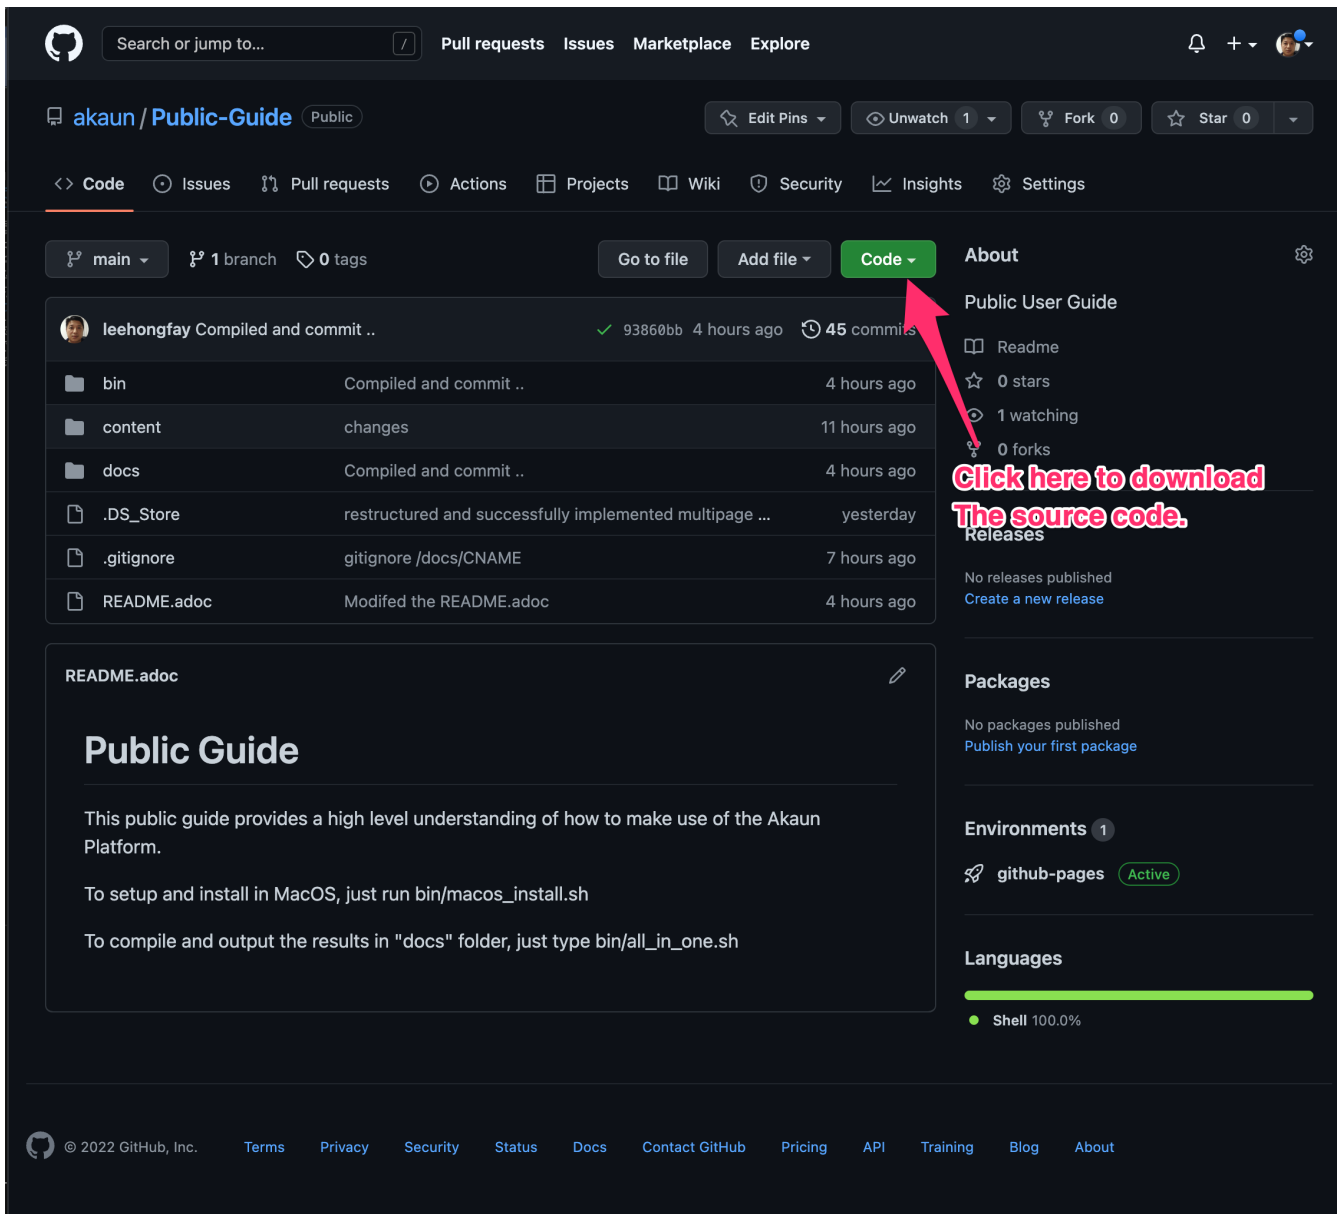 Search or jump to... / Pull requests Issues Marketplace Explore
akaun / Public-Guide Public Edit Pins Unwatch 1 Fork 0 Star 0
Code Issues Pull requests Actions Projects Wiki Security Insights Settings
main 1 branch 0 tags Go to file Add file Code
leehongfay Compiled and commit .. 93860bb 4 hours ago 45 commits
bin Compiled and commit .. 4 hours ago
content changes 11 hours ago
docs Compiled and commit .. 4 hours ago
.DS_Store restructured and successfully implemented multipage ... yesterday
.gitignore gitignore /docs/CNAME 7 hours ago
README.adoc Modifed the README.adoc 4 hours ago
README.adoc
Public Guide
This public guide provides a high level understanding of how to make use of the Akaun
Platform.
To setup and install in MacOS, just run bin/macos_install.sh
To compile and output the results in "docs" folder, just type bin/all_in_one.sh
About
Public User Guide
Readme
0 stars
1 watching
0 forks
Click here to download
The source code.
Releases
No releases published
Create a new release
Packages
No packages published
Publish your first package
Environments 1
github-pages Active
Languages
Shell 100.0%
© 2022 GitHub, Inc. Terms Privacy Security Status Docs Contact GitHub Pricing API Training Blog About